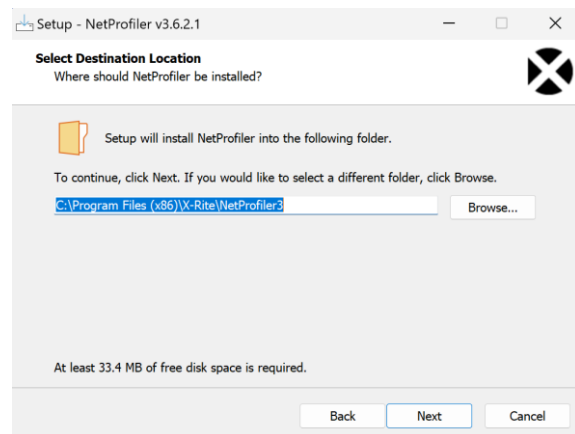 Setup - NetProfiler v3.6.2.1
Select Destination Location
Where should NetProfiler be installed?
Setup will install NetProfiler into the following folder.
To continue, click Next. If you would like to select a different folder, click Browse.
C:\Program Files (x86)\X-Rite\NetProfiler3
Browse...
At least 33.4 MB of free disk space is required.
Back Next Cancel